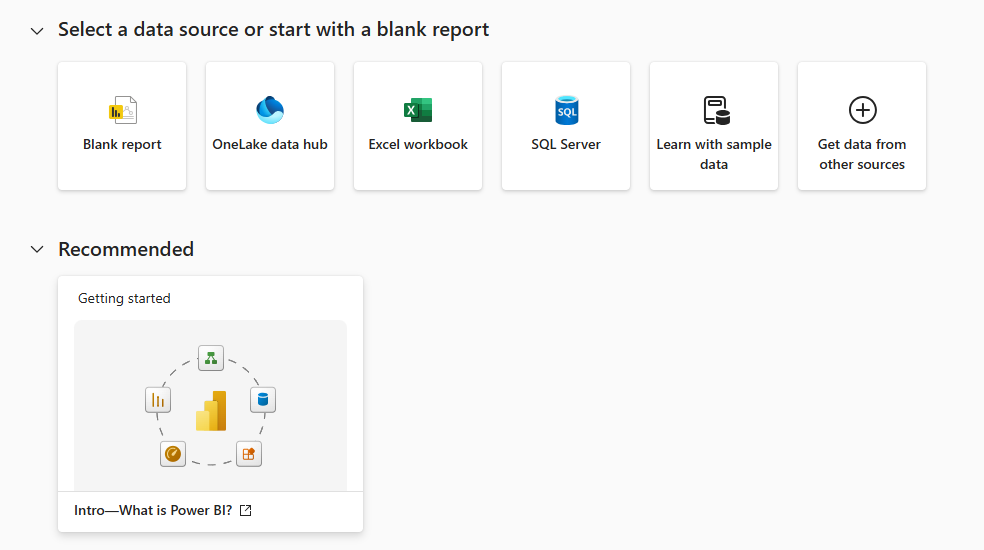 Select a data source or start with a blank report
Blank report
OneLake data hub
Excel workbook
SQL
SQL Server
Learn with sample
data
Get data from
other sources
Recommended
Getting started
Intro—What is Power BI?